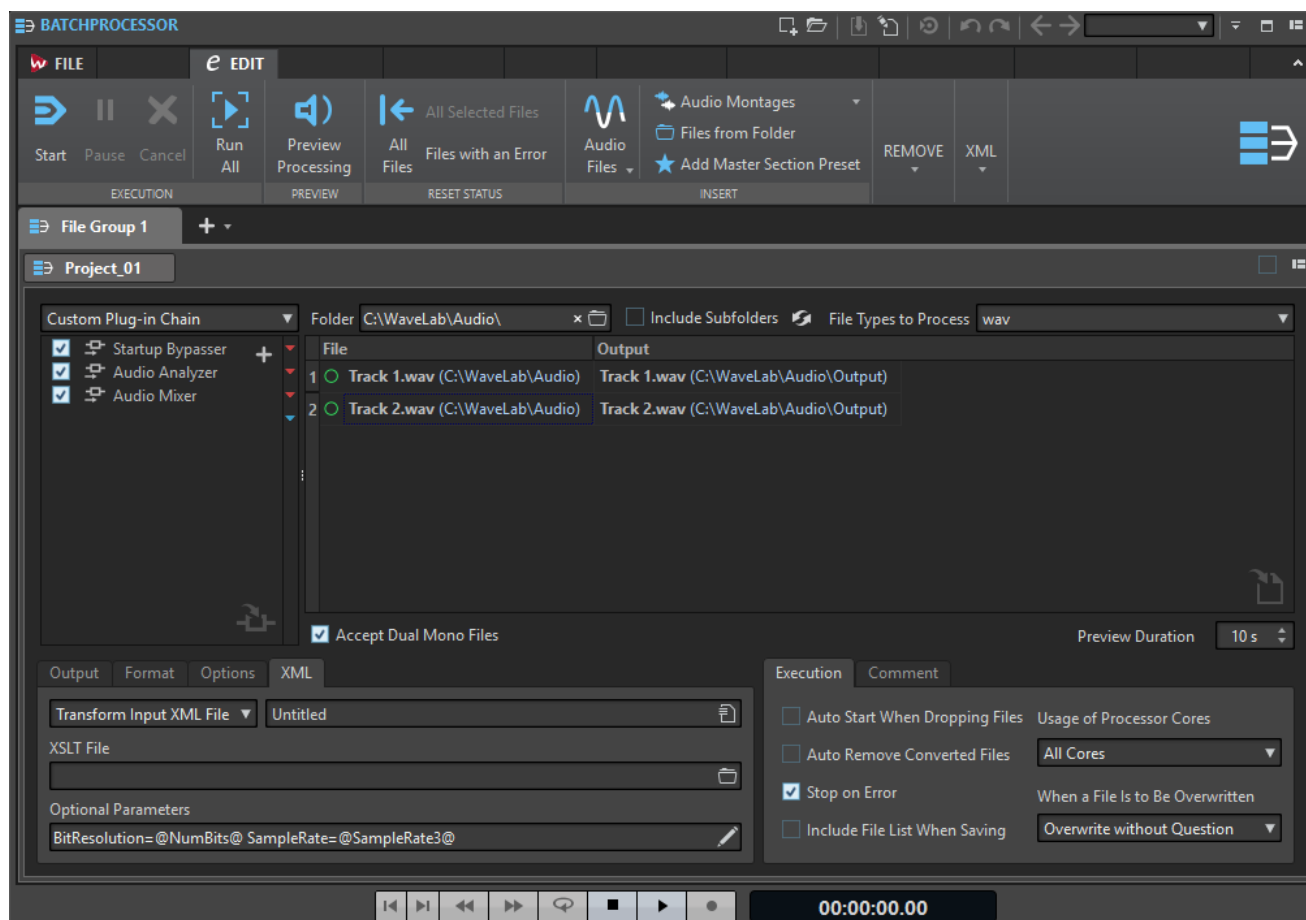 BATCHPROCESSOR
FILE
EDIT
Start
Pause
Cancel
Run
All
EXECUTION
Preview
Processing
PREVIEW
All
Files
All Selected Files
Files with an Error
RESET STATUS
Audio
Files
Audio Montages
Files from Folder
Add Master Section Preset
INSERT
REMOVE
XML
File Group 1
Project_01
Custom Plug-in Chain
Folder C:\WaveLab\Audio\
Include Subfolders
File Types to Process wav
Startup Bypasser
Audio Analyzer
Audio Mixer
File Output
1 Track 1.wav (C:\WaveLab\Audio) Track 1.wav (C:\WaveLab\Audio\Output)
2 Track 2.wav (C:\WaveLab\Audio) Track 2.wav (C:\WaveLab\Audio\Output)
Accept Dual Mono Files
Preview Duration 10 s
Output Format Options XML
Transform Input XML File Untitled
XSLT File
Optional Parameters
BitResolution=@NumBits@ SampleRate=@SampleRate3@
Execution Comment
Auto Start When Dropping Files
Auto Remove Converted Files
Stop on Error
Include File List When Saving
Usage of Processor Cores
All Cores
When a File Is to Be Overwritten
Overwrite without Question
00:00:00.00